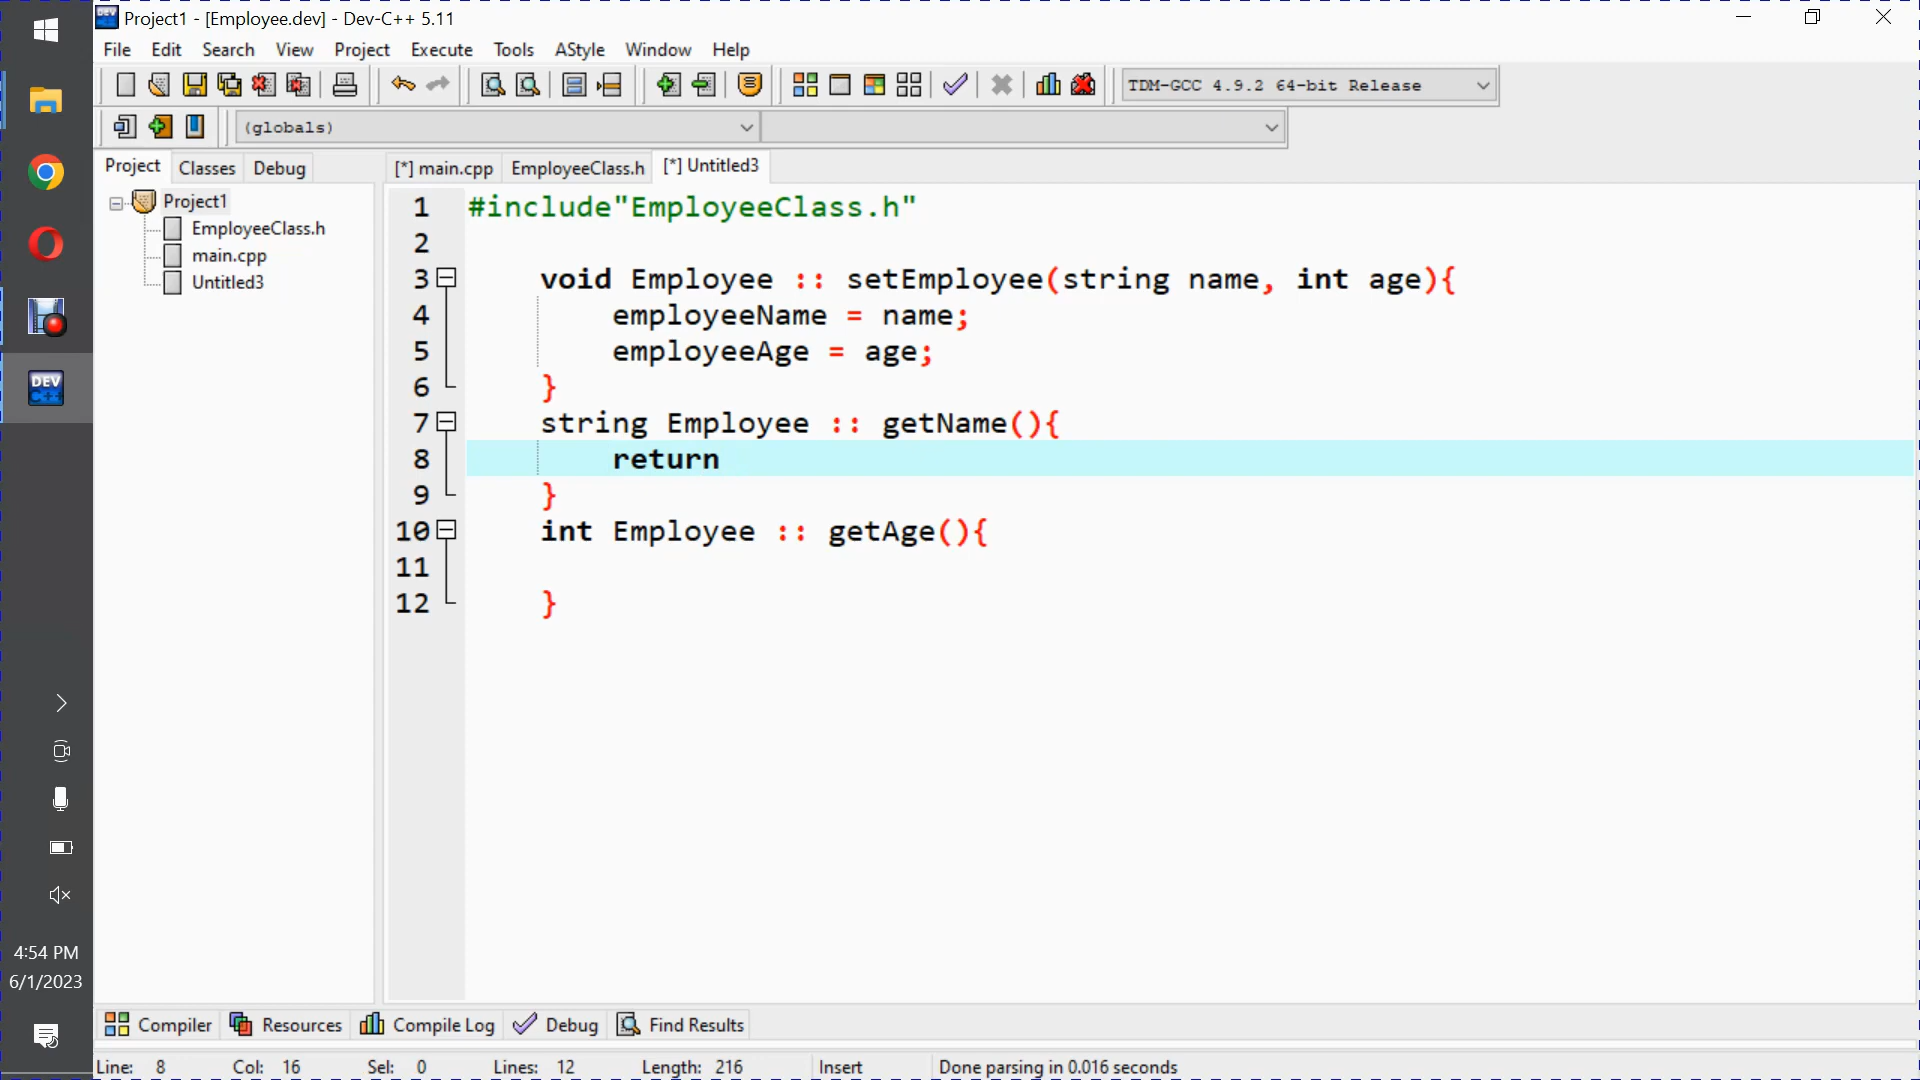 Project1 - [Employee.dev] - Dev-C++ 5.11
File Edit Search View Project Execute Tools AStyle Window Help
TDM-GCC 4.9.2 64-bit Release
(globals)
Project Classes Debug
[*] main.cpp EmployeeClass.h [*] Untitled3
Project1
EmployeeClass.h
main.cpp
Untitled3
1 #include"EmployeeClass.h"
2
3 void Employee :: setEmployee(string name, int age){
4 employeeName = name;
5 employeeAge = age;
6 }
7 string Employee :: getName(){
8 return
9 }
10 int Employee :: getAge(){
11
12 }
DEV C++
4:54 PM
6/1/2023
Compiler Resources Compile Log Debug Find Results
Line: 8 Col: 16 Sel: 0 Lines: 12 Length: 216 Insert Done parsing in 0.016 seconds